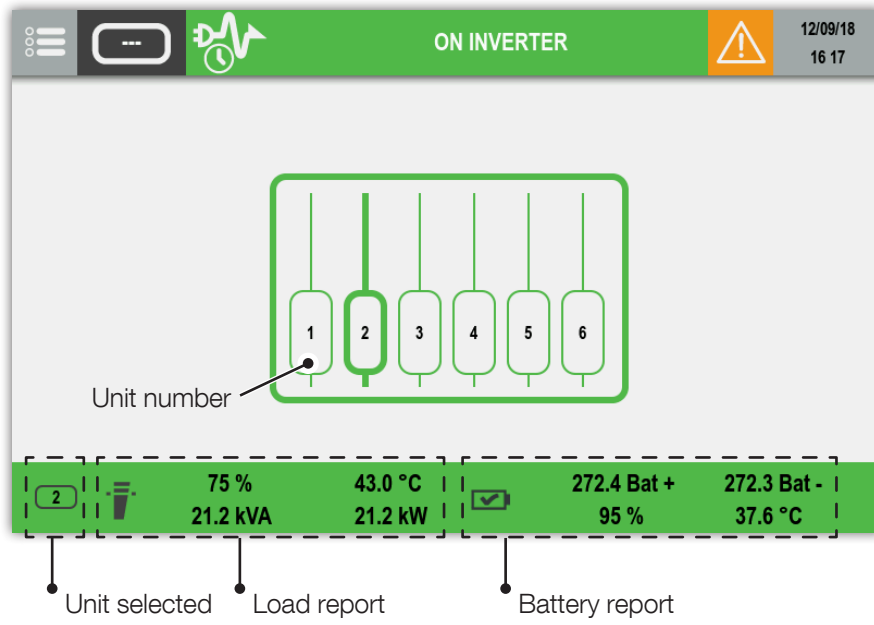 ---
ON INVERTER
12/09/18
16 17
1 2 3 4 5 6
Unit number
2
75 % 43.0 °C
21.2 kVA 21.2 kW
272.4 Bat + 272.3 Bat -
95 % 37.6 °C
Unit selected Load report Battery report